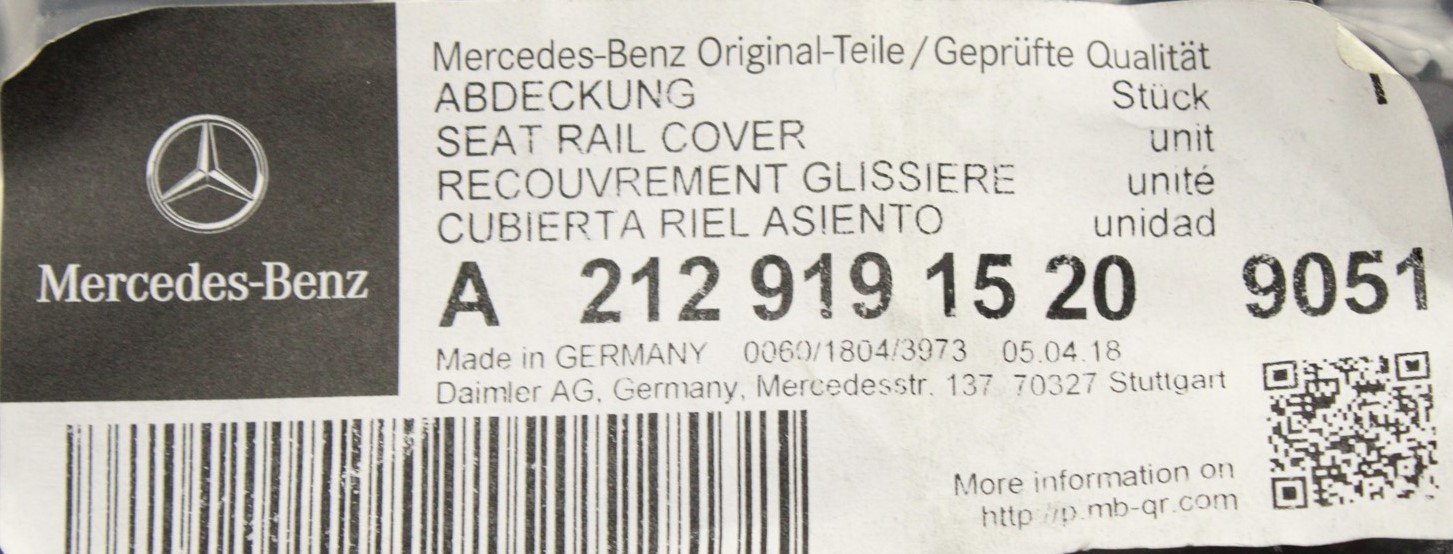 Mercedes-Benz Original-Teile/Geprüfte Qualität
ABDECKUNG Stück
SEAT RAIL COVER unit
RECOUVREMENT GLISSIERE unité
CUBIERTA RIEL ASIENTO unidad
Mercedes-Benz
A 212 919 15 20 9051
Made in GERMANY 0060/1804/3973 05.04.18
Daimler AG, Germany, Mercedesstr. 137 70327 Stuttgart
More information on
http://p.mb-qr.com